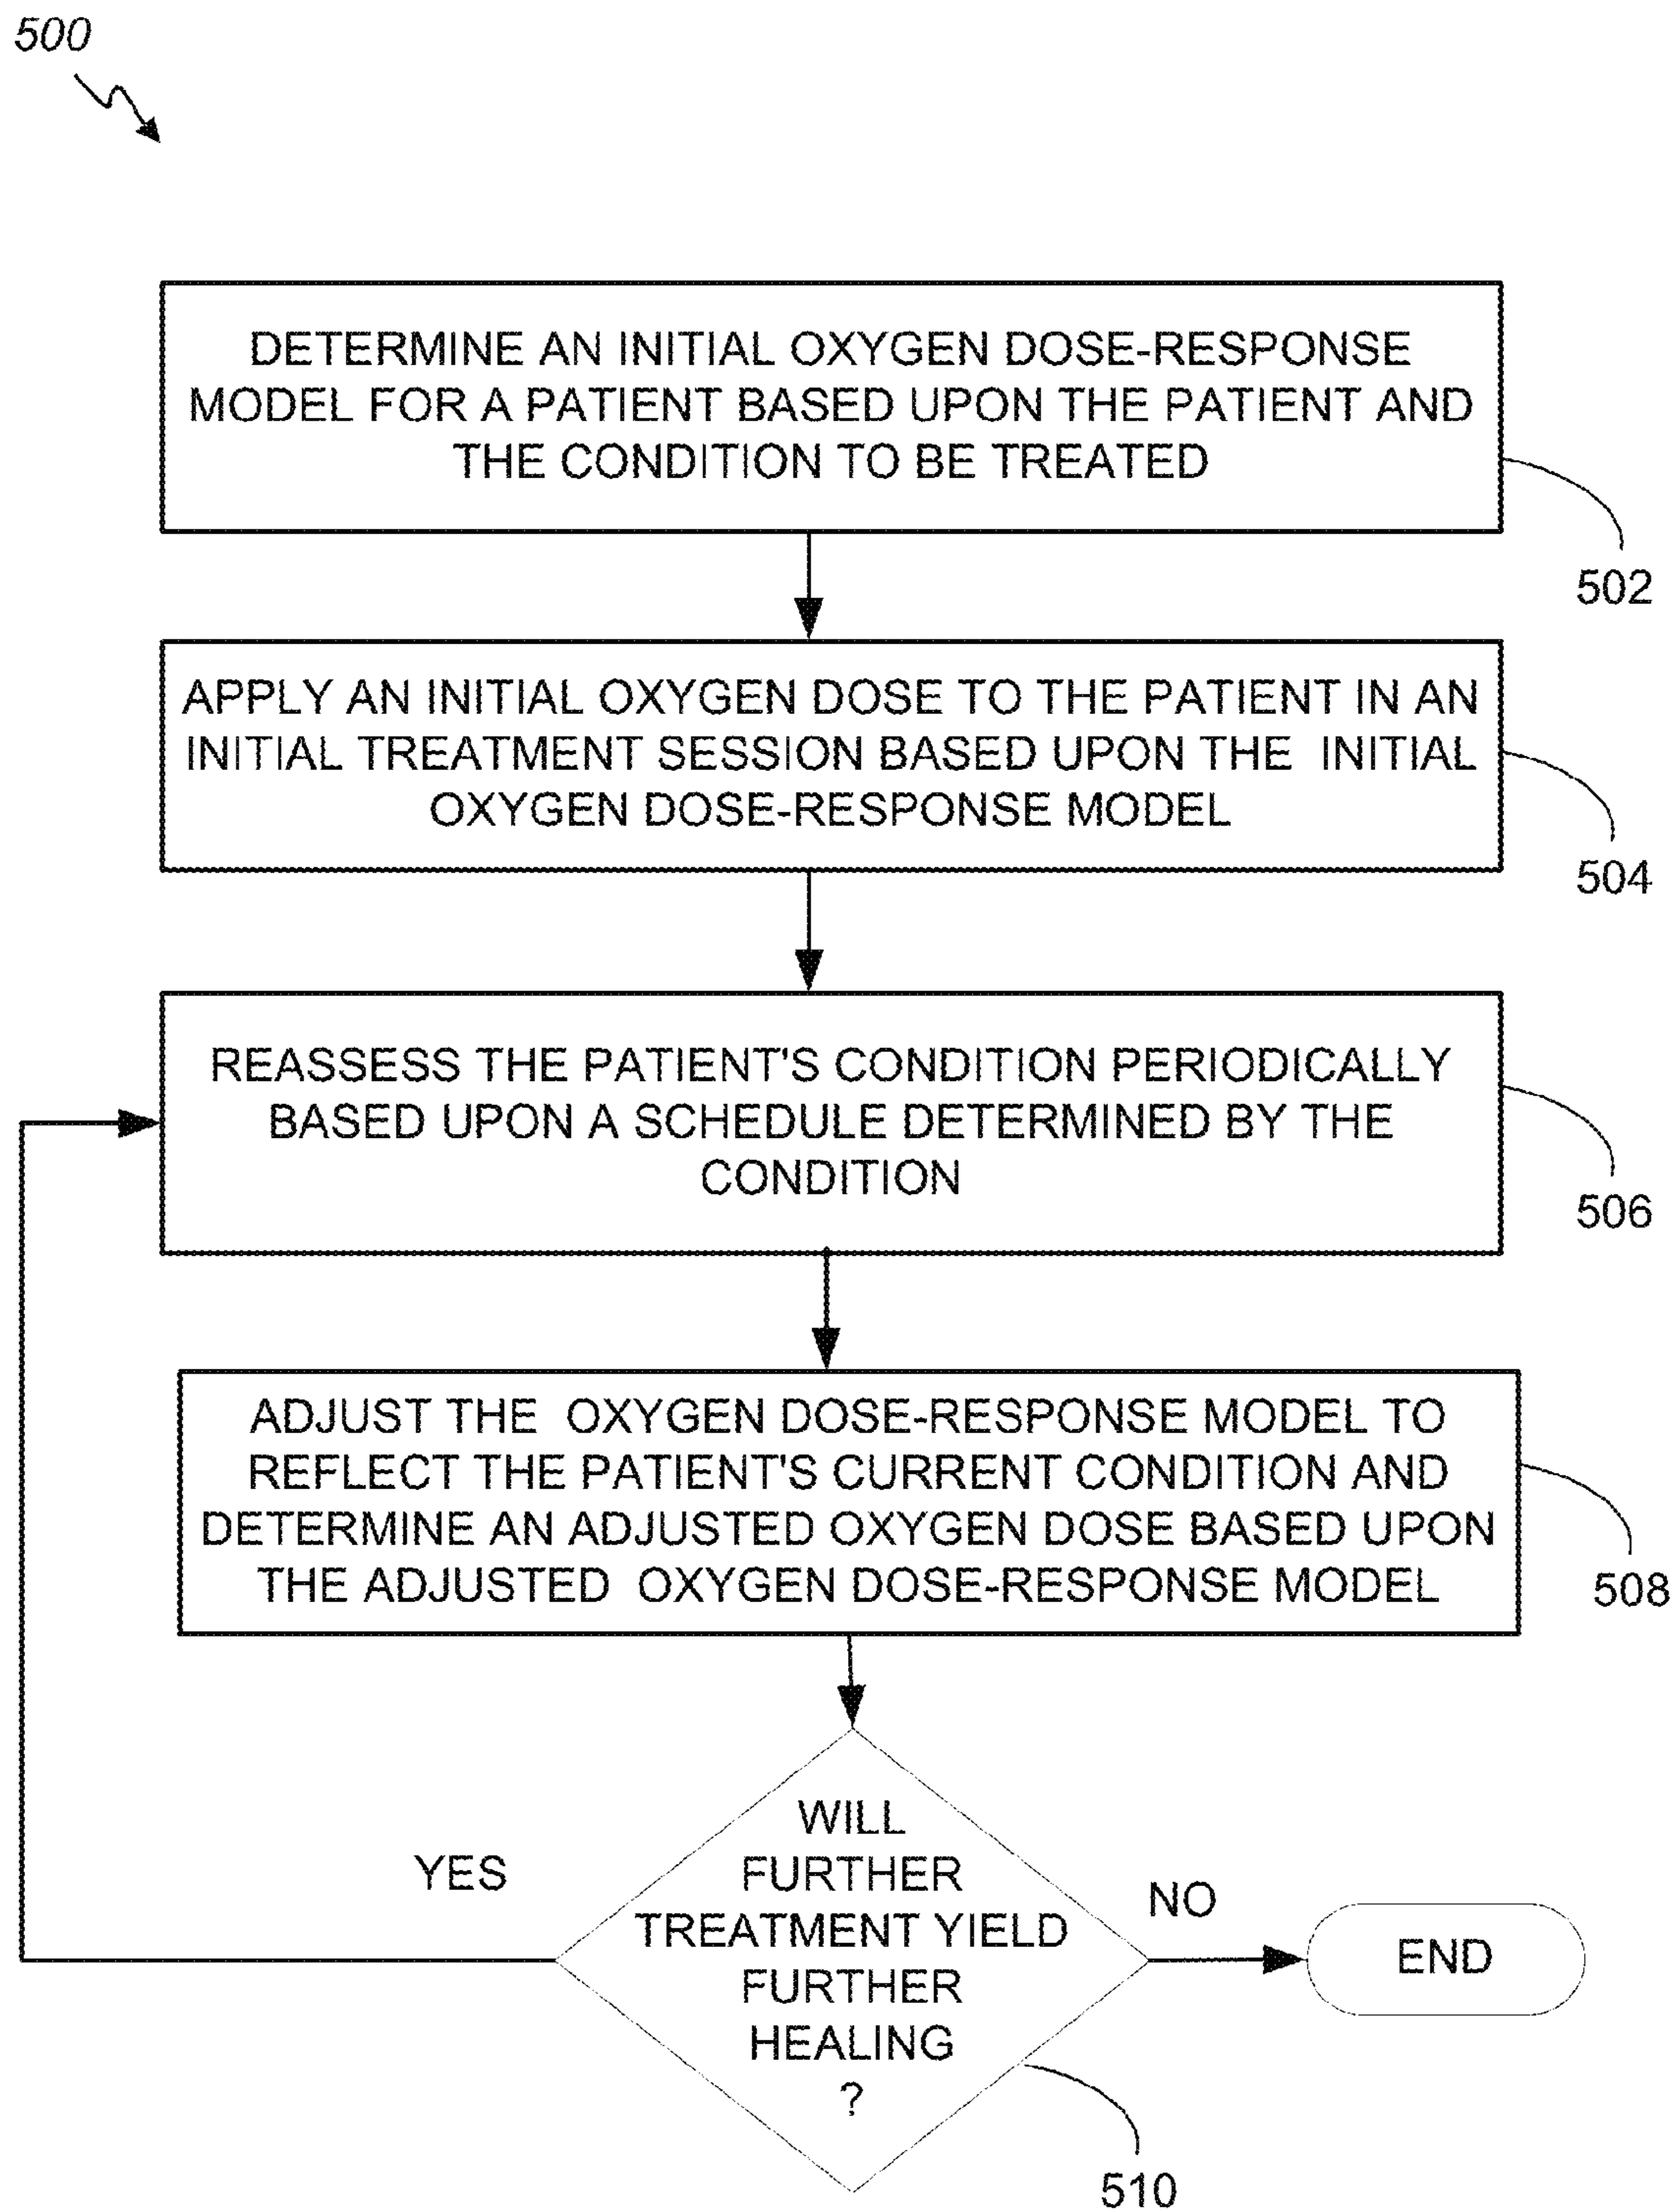 500
DETERMINE AN INITIAL OXYGEN DOSE-RESPONSE
MODEL FOR A PATIENT BASED UPON THE PATIENT AND
THE CONDITION TO BE TREATED
502
APPLY AN INITIAL OXYGEN DOSE TO THE PATIENT IN AN
INITIAL TREATMENT SESSION BASED UPON THE INITIAL
OXYGEN DOSE-RESPONSE MODEL
504
REASSESS THE PATIENT'S CONDITION PERIODICALLY
BASED UPON A SCHEDULE DETERMINED BY THE
CONDITION
506
ADJUST THE OXYGEN DOSE-RESPONSE MODEL TO
REFLECT THE PATIENT'S CURRENT CONDITION AND
DETERMINE AN ADJUSTED OXYGEN DOSE BASED UPON
THE ADJUSTED OXYGEN DOSE-RESPONSE MODEL
508
WILL
FURTHER
TREATMENT YIELD
FURTHER
HEALING
?
YES
NO
END
510